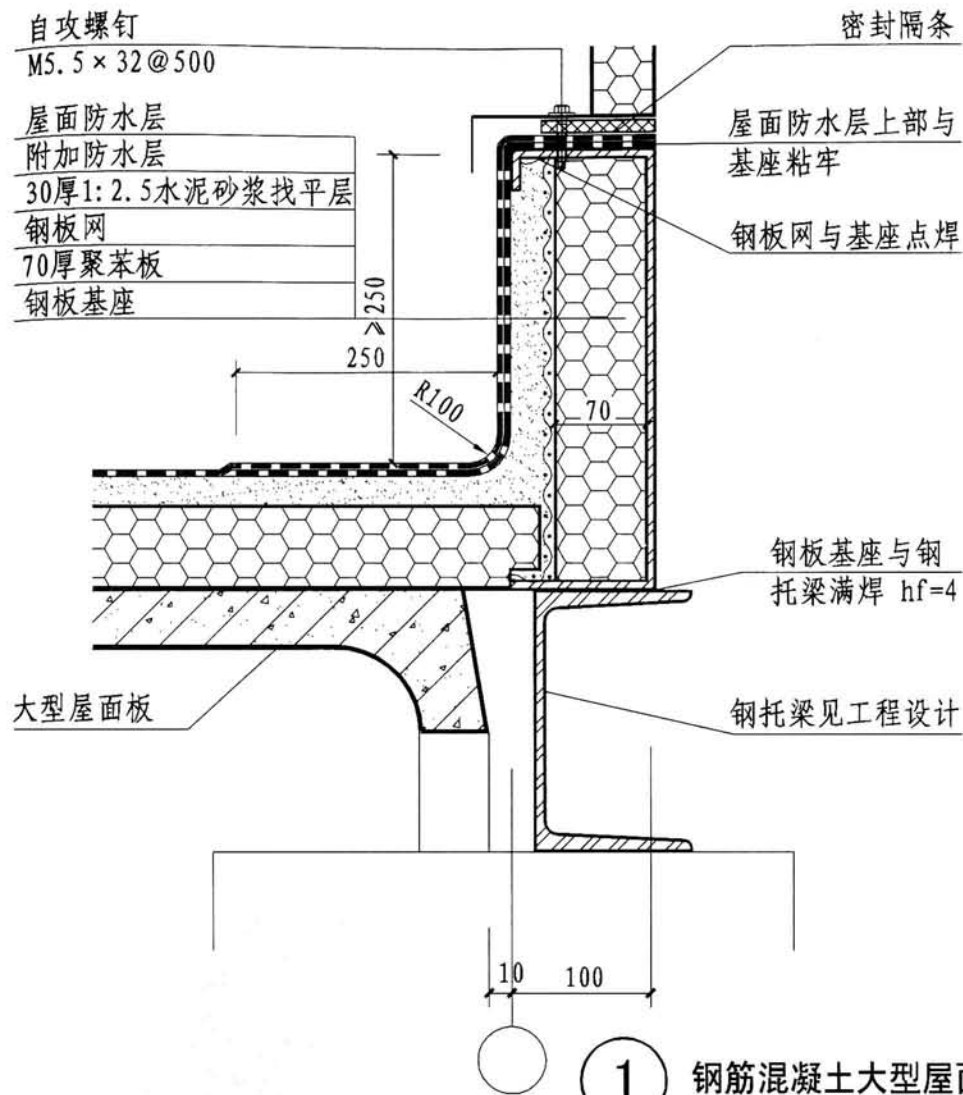 自攻螺钉
M5.5×32@500
屋面防水层
附加防水层
30厚1:2.5水泥砂浆找平层
钢板网
70厚聚苯板
钢板基座
密封隔条
屋面防水层上部与
基座粘牢
钢板网与基座点焊
≥250
250
R100
70
钢板基座与钢
托梁满焊 hf=4
大型屋面板
钢托梁见工程设计
10
100
1
钢筋混凝土大型屋